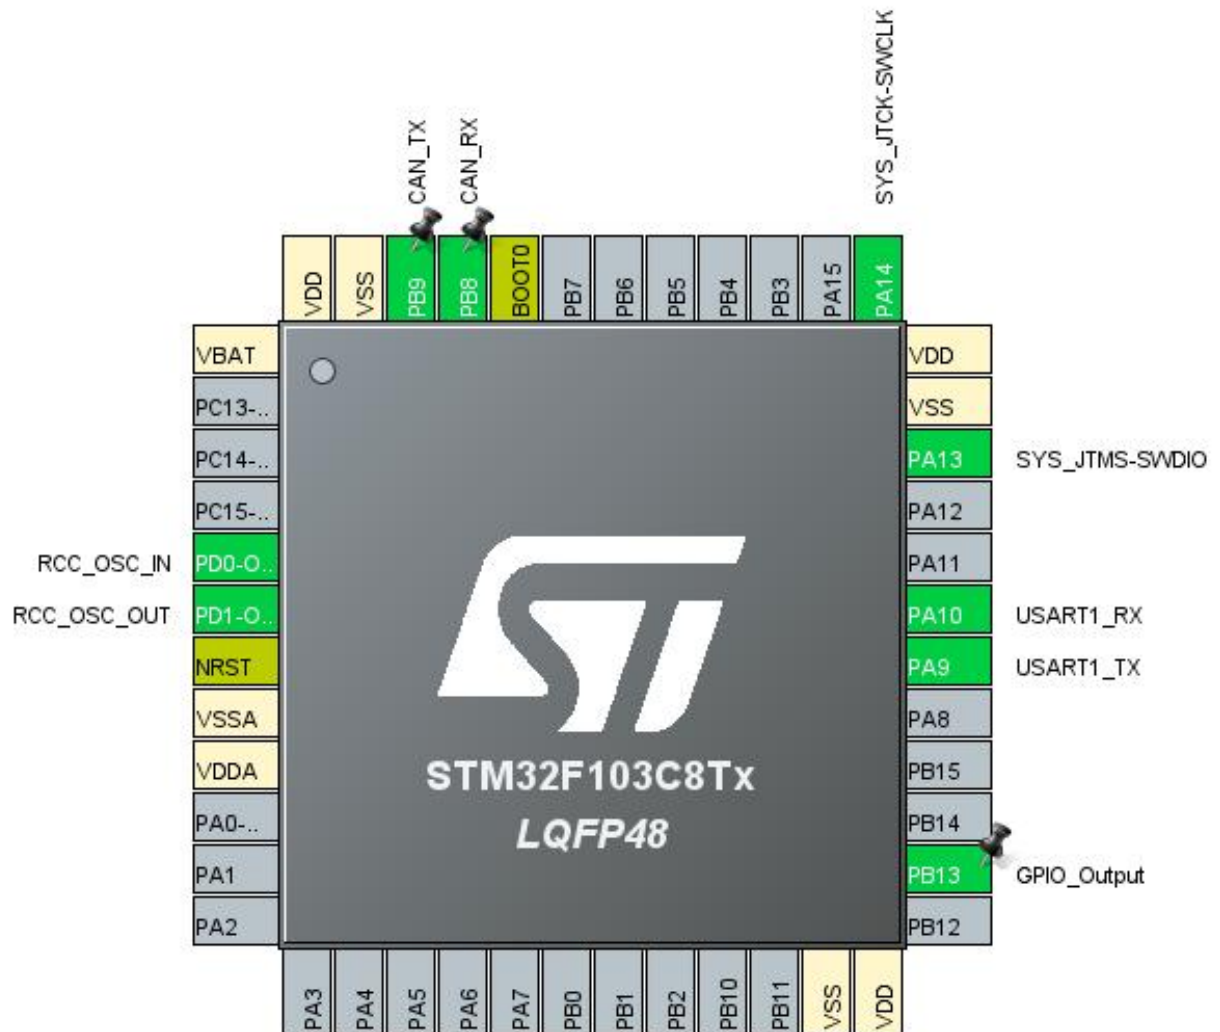 CAN_TX
CAN_RX
SYS_JTCK-SWCLK
VDD
VSS
PB9
PB8
BOOT0
PB7
PB6
PB5
PB4
PB3
PA15
PA14
VBAT
PC13-..
PC14-..
PC15-..
RCC_OSC_IN PD0-O..
RCC_OSC_OUT PD1-O..
NRST
VSSA
VDDA
PA0-..
PA1
PA2
VDD
VSS
PA13 SYS_JTMS-SWDIO
PA12
PA11
PA10 USART1_RX
PA9 USART1_TX
PA8
PB15
PB14
PB13 GPIO_Output
PB12
ST
STM32F103C8Tx
LQFP48
PA3
PA4
PA5
PA6
PA7
PB0
PB1
PB2
PB10
PB11
VSS
VDD